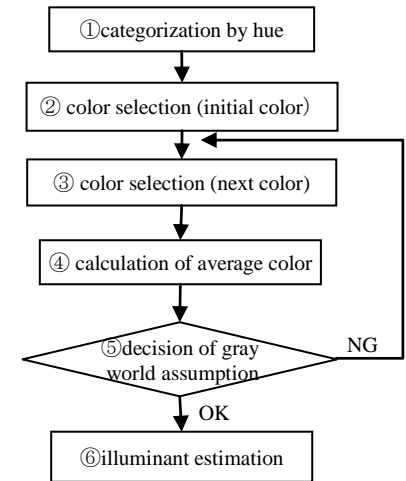 ①categorization by hue
② color selection (initial color)
③ color selection (next color)
④ calculation of average color
⑤decision of gray
world assumption
NG
OK
⑥illuminant estimation